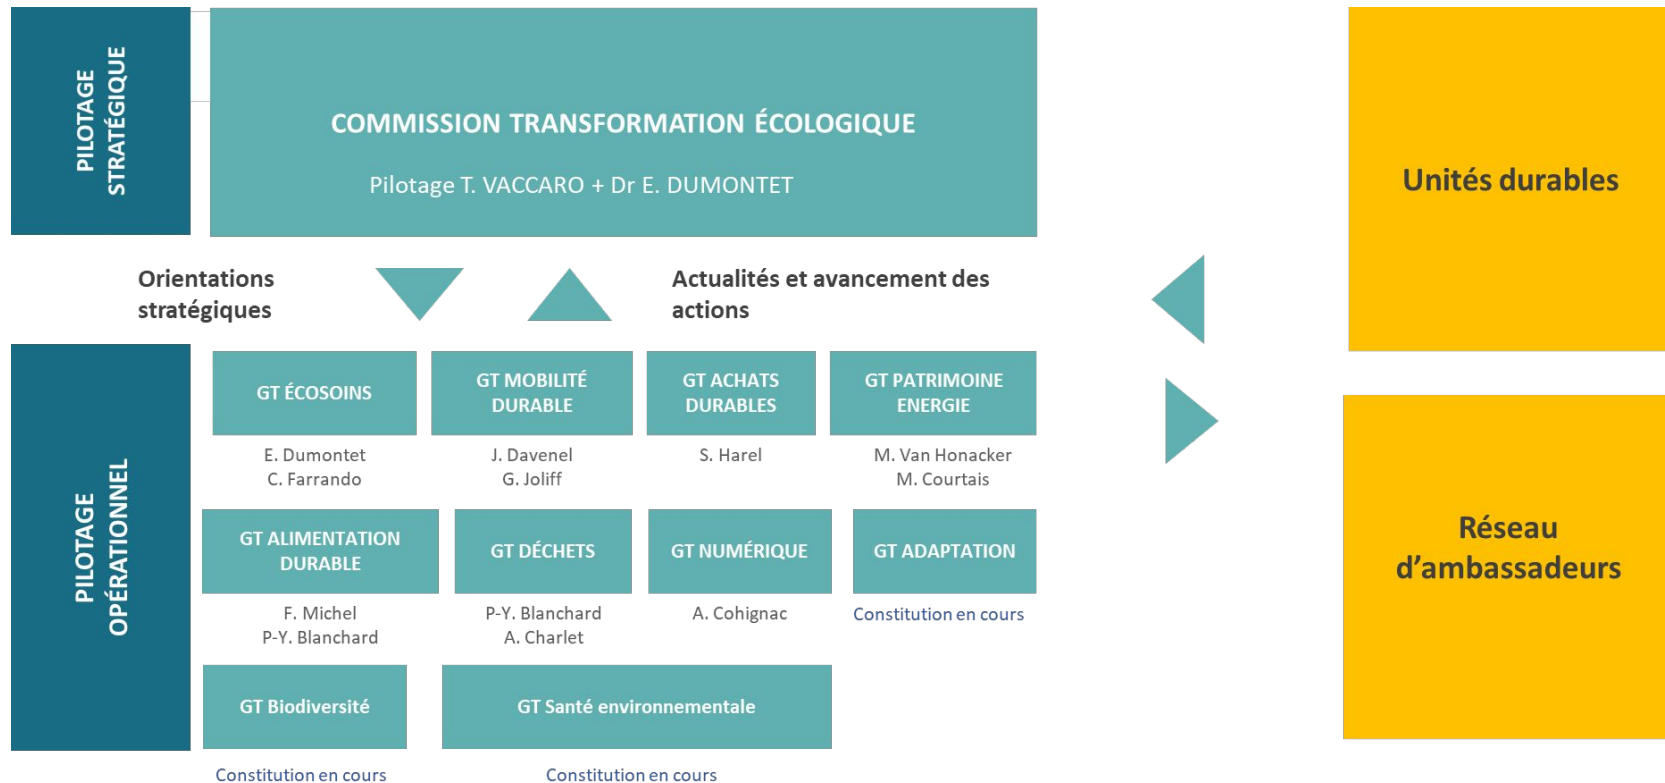 PILOTAGE
STRATÉGIQUE
COMMISSION TRANSFORMATION ÉCOLOGIQUE
Pilotage T. VACCARO + Dr E. DUMONTET
Unités durables
Orientations
stratégiques
Actualités et avancement des
actions
PILOTAGE
OPÉRATIONNEL
GT ÉCOSOINS
E. Dumontet
C. Farrando
GT MOBILITÉ
DURABLE
J. Davenel
G. Joliff
GT ACHATS
DURABLES
S. Harel
GT PATRIMOINE
ENERGIE
M. Van Honacker
M. Courtais
GT ALIMENTATION
DURABLE
F. Michel
P-Y. Blanchard
GT DÉCHETS
P-Y. Blanchard
A. Charlet
GT NUMÉRIQUE
A. Cohignac
GT ADAPTATION
Constitution en cours
GT Biodiversité
Constitution en cours
GT Santé environnementale
Constitution en cours
Réseau
d’ambassadeurs